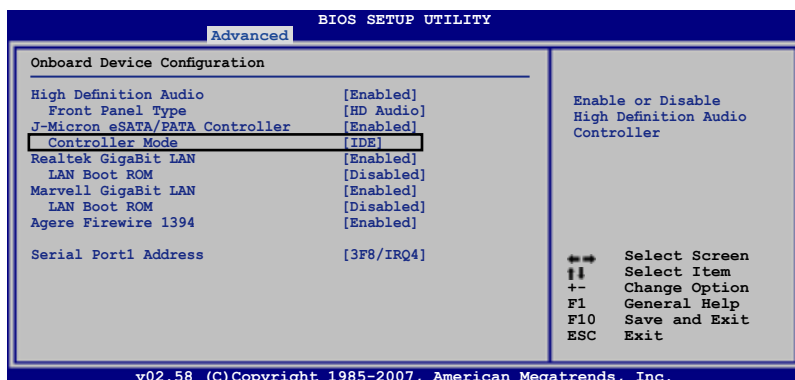 BIOS SETUP UTILITY
Advanced
Onboard Device Configuration
High Definition Audio [Enabled]
Front Panel Type [HD Audio]
J-Micron eSATA/PATA Controller [Enabled]
Controller Mode [IDE]
Realtek GigaBit LAN [Enabled]
LAN Boot ROM [Disabled]
Marvell GigaBit LAN [Enabled]
LAN Boot ROM [Disabled]
Agere Firewire 1394 [Enabled]
Serial Port1 Address [3F8/IRQ4]
Enable or Disable
High Definition Audio
Controller
Select Screen
Select Item
+- Change Option
F1 General Help
F10 Save and Exit
ESC Exit
v02.58 (C)Copyright 1985-2007, American Megatrends, Inc.